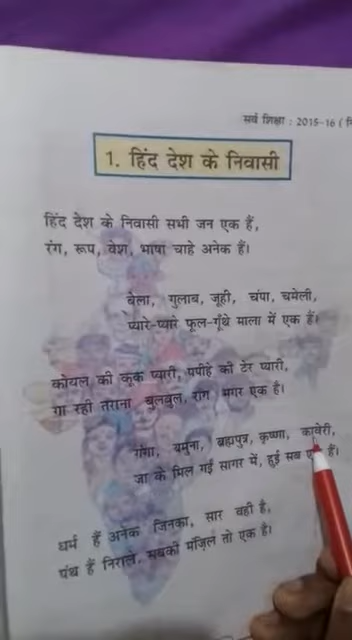 सर्व शिक्षा : 2015-16 (
1. हिंद देश के निवासी
हिंद देश के निवासी सभी जन एक हैं,
रंग, रूप, वेश, भाषा चाहे अनेक हैं।
बेला, गुलाब, जूही, चंपा, चमेली,
प्यारे-प्यारे फूल-गूँथे माला में एक हैं।
कोयल की कूक प्यारी, पपीहे की टेर प्यारी,
गा रही तराना बुलबुल, राग मगर एक है।
गंगा, यमुना, ब्रह्मपुत्र, कृष्णा, कावेरी,
जा के मिल गई सागर में, हुई सब हैं।
धर्म हैं अनेक जिनका, सार वही है,
पंथ हैं निराले, सबकी मंज़िल तो एक है।